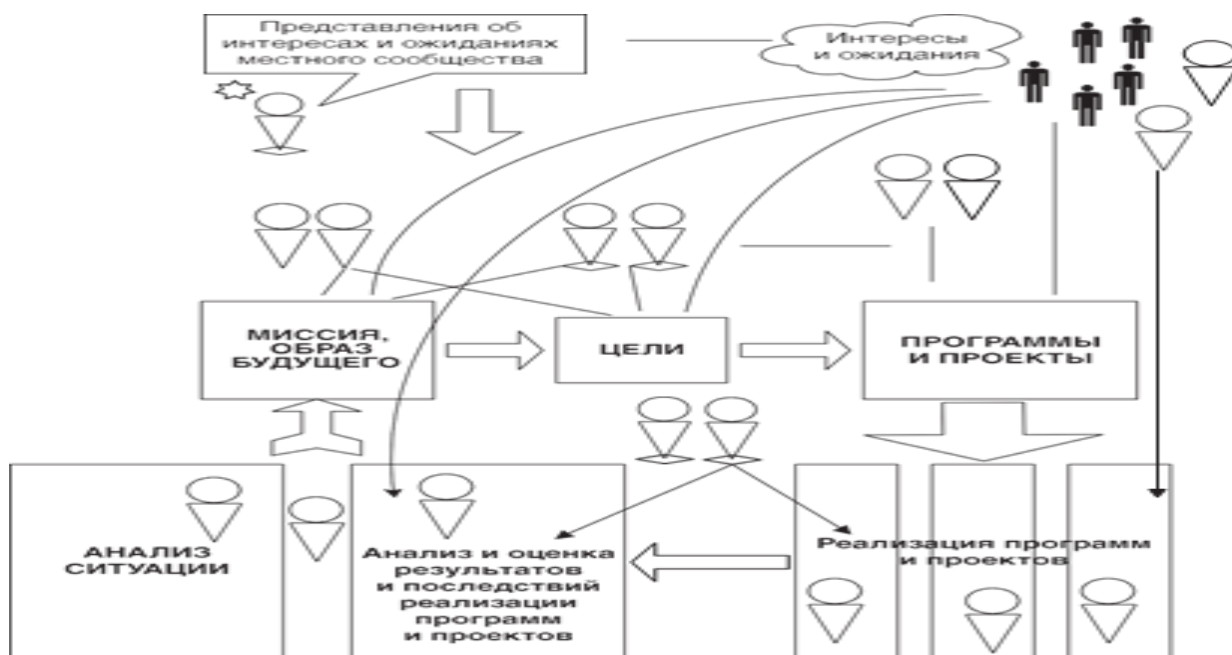 Представления об
интересах и ожиданиях
местного сообщества
Интересы
и ожидания
МИССИЯ,
ОБРАЗ
БУДУЩЕГО
ЦЕЛИ
ПРОГРАММЫ
И ПРОЕКТЫ
АНАЛИЗ
СИТУАЦИИ
Анализ и оценка
результатов
и последствий
реализации
программ
и проектов
Реализация программ
и проектов